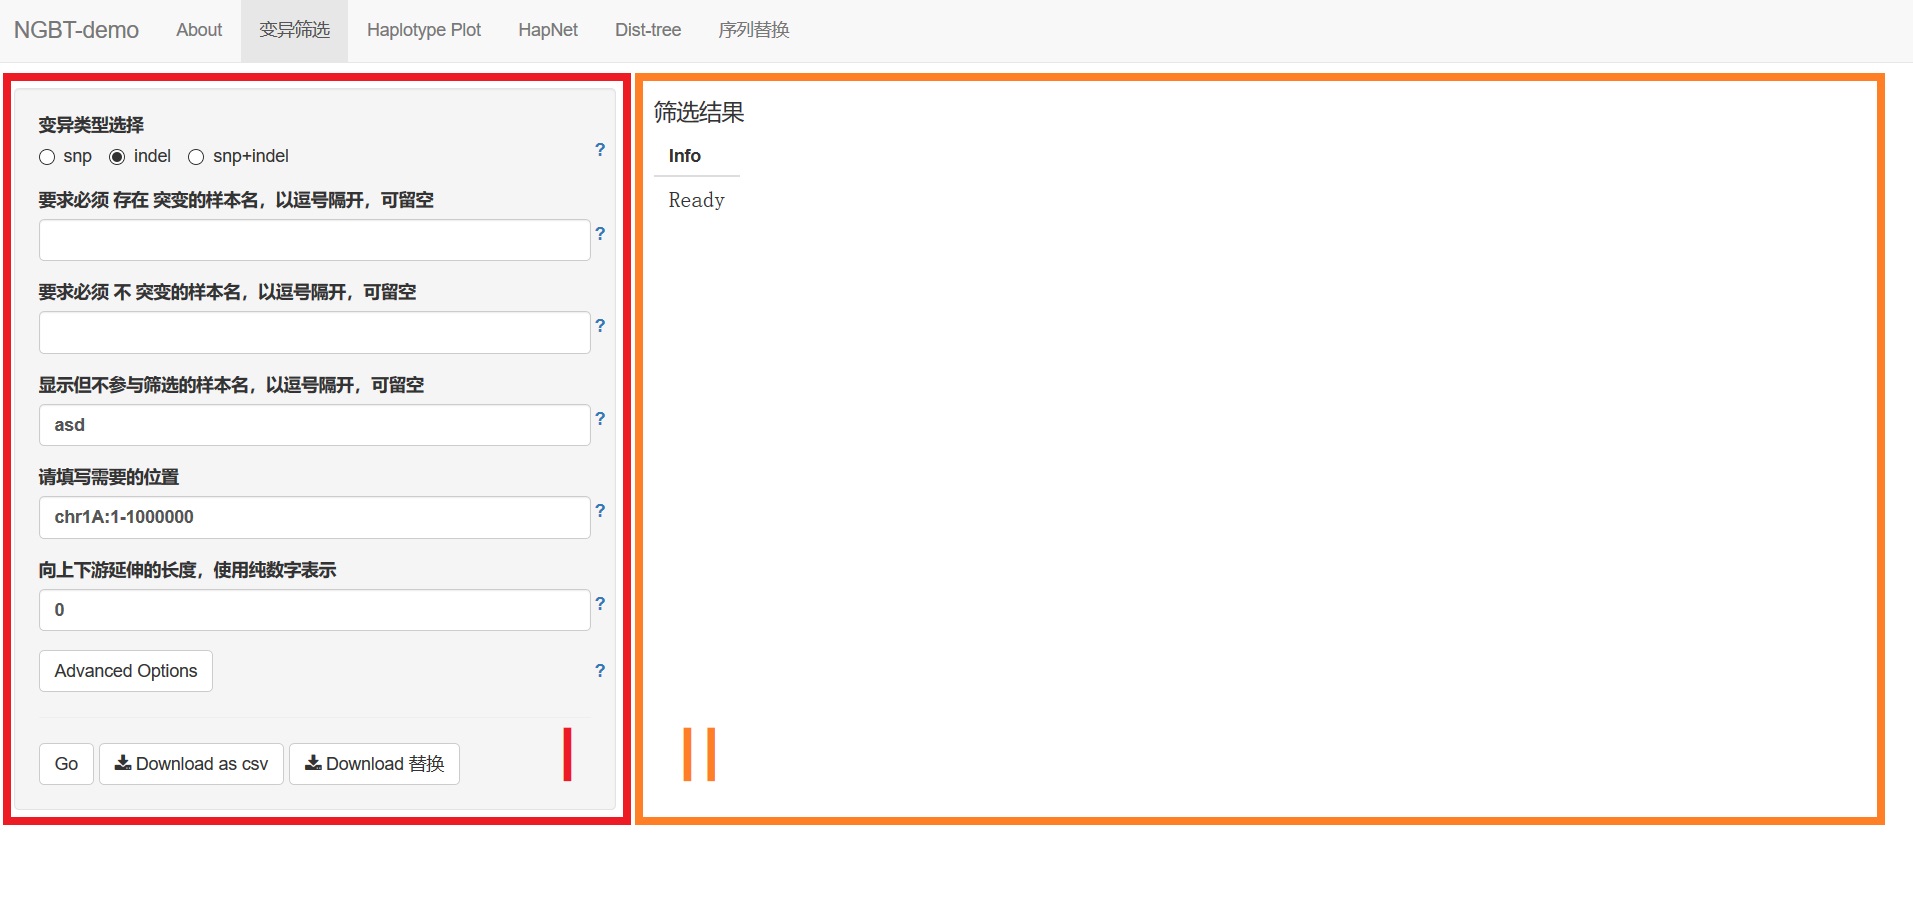 NGBT-demo About 变异筛选 Haplotype Plot HapNet Dist-tree 序列替换
变异类型选择
snp indel snp+indel ?
要求必须 存在 突变的样本名，以逗号隔开，可留空
?
要求必须 不 突变的样本名，以逗号隔开，可留空
?
显示但不参与筛选的样本名，以逗号隔开，可留空
asd ?
请填写需要的位置
chr1A:1-1000000 ?
向上下游延伸的长度，使用纯数字表示
0 ?
Advanced Options ?
Go Download as csv Download 替换
I
筛选结果
Info
Ready
II